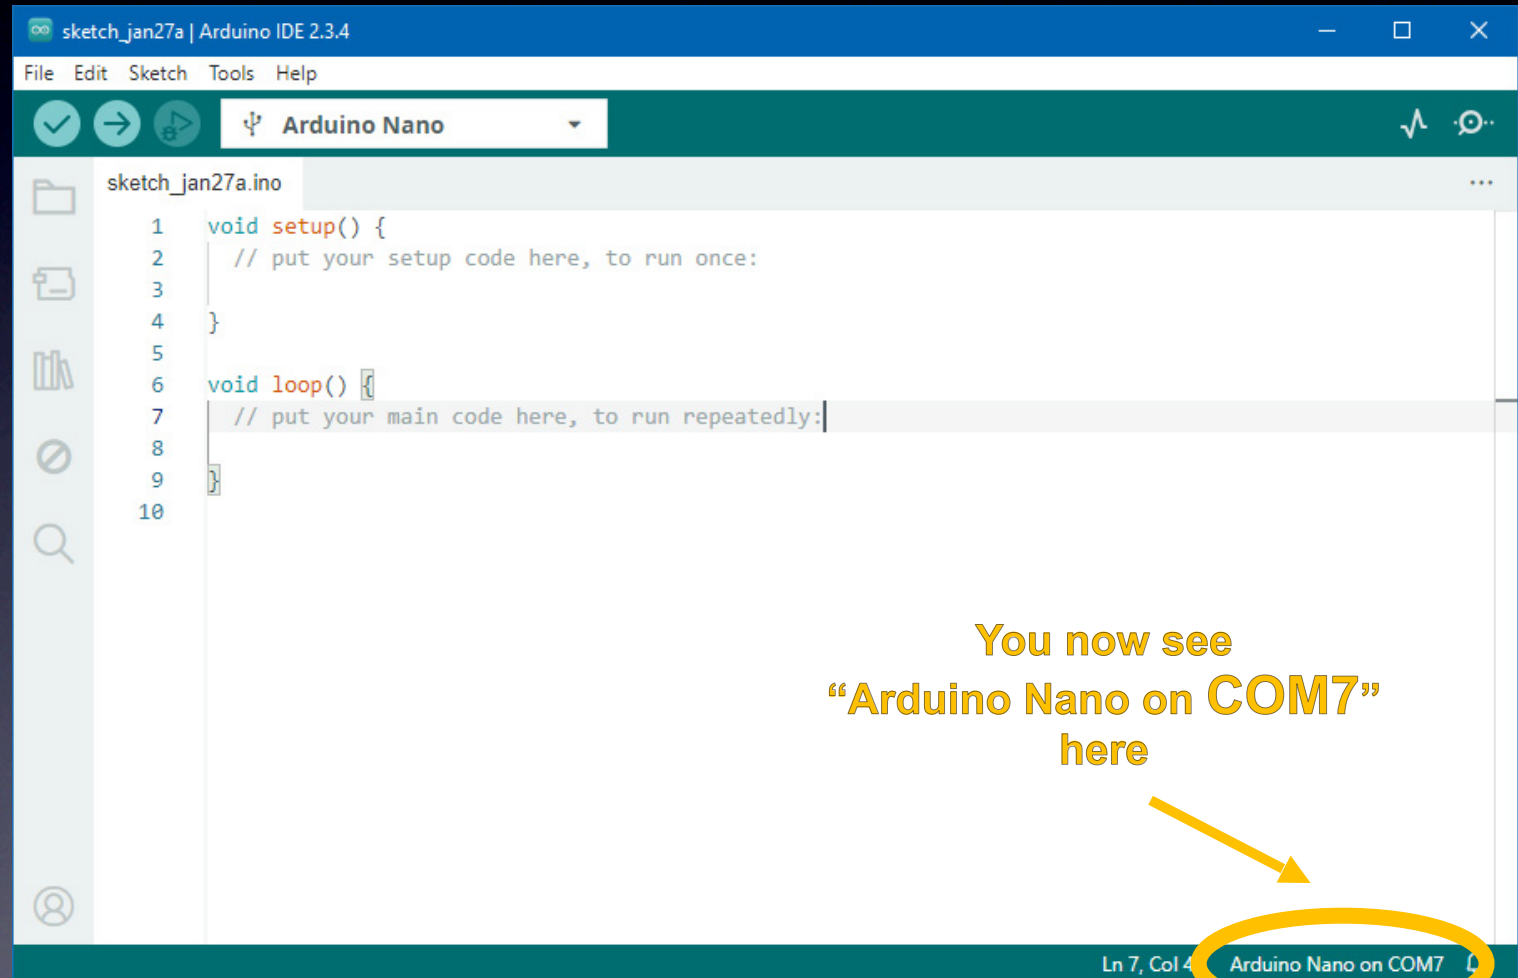 sketch_jan27a | Arduino IDE 2.3.4
File Edit Sketch Tools Help
Arduino Nano
sketch_jan27a.ino
1 void setup() {
2 // put your setup code here, to run once:
3
4 }
5
6 void loop() {
7 // put your main code here, to run repeatedly:
8
9 }
10
You now see
“Arduino Nano on COM7”
here
Ln 7, Col Arduino Nano on COM7